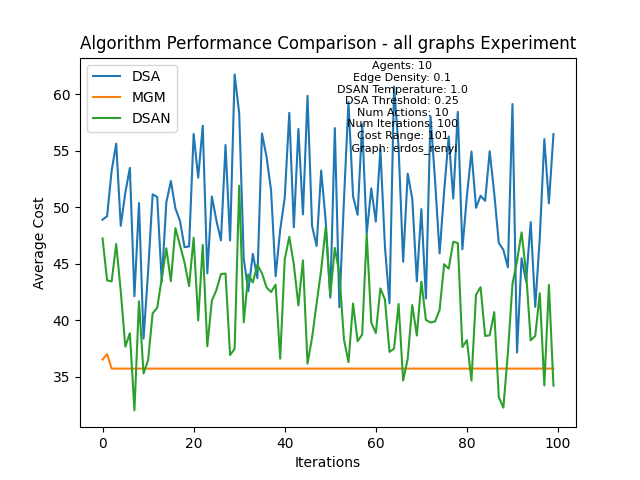 Algorithm Performance Comparison - all graphs Experiment
DSA
MGM
DSAN
Agents: 10
Edge Density: 0.1
DSAN Temperature: 1.0
DSA Threshold: 0.25
Num Actions: 10
Num Iterations: 100
Cost Range: 101
Graph: erdos_renyi
Average Cost
60
55
50
45
40
35
0 20 40 60 80 100
Iterations